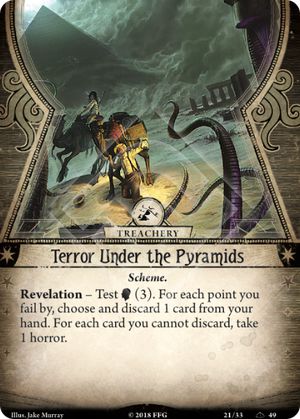 TREACHERY
Terror Under the Pyramids
Scheme.
Revelation – Test (3). For each point you
fail by, choose and discard 1 card from your
hand. For each card you cannot discard, take
1 horror.
Illus. Jake Murray © 2018 FFG 21/33 49